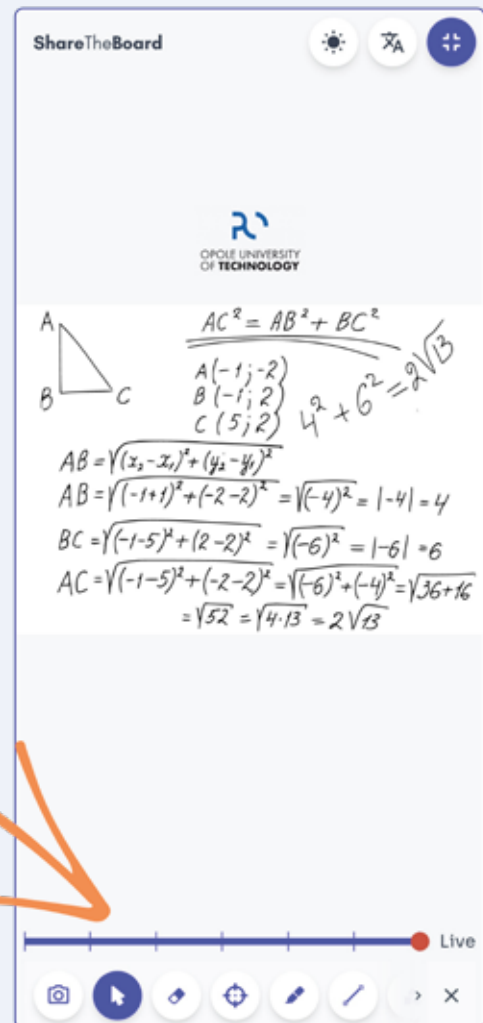 ShareTheBoard
OPOLE UNIVERSITY
OF TECHNOLOGY
A
B
C
AC² = AB² + BC²
A(-1;-2)
B(-1;2)
C(5;2)
4² + 6² = 2√13
AB = √(x₂-x₁)²+(y₂-y₁)²
AB = √(-1+1)²+(-2-2)² = √(-4)² = |-4| = 4
BC = √(-1-5)²+(2-2)² = √(-6)² = |-6| = 6
AC = √(-1-5)²+(-2-2)² = √(-6)²+(-4)² = √36+16
= √52 = √4·13 = 2√13
Live